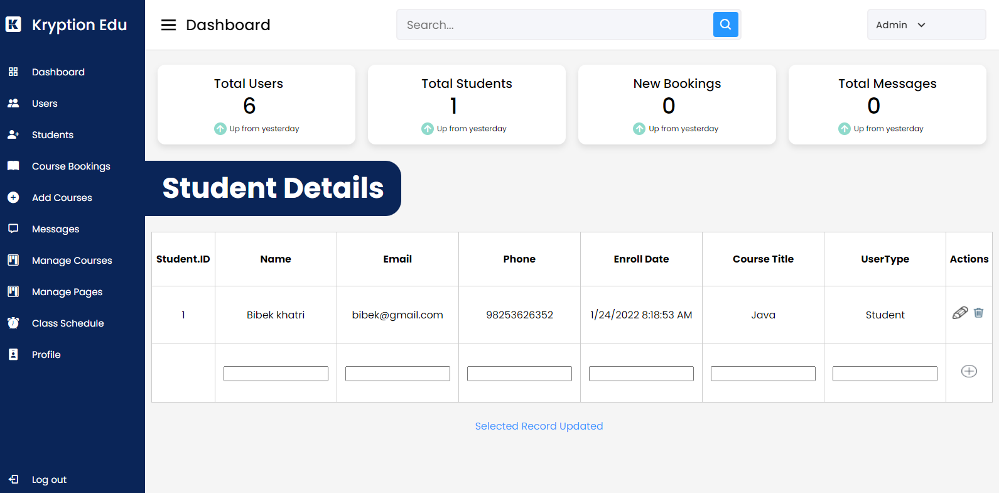 Kryption Edu
Dashboard
Users
Students
Course Bookings
Add Courses
Messages
Manage Courses
Manage Pages
Class Schedule
Profile
Log out
Dashboard
Search...
Admin
Total Users
6
Up from yesterday
Total Students
1
Up from yesterday
New Bookings
0
Up from yesterday
Total Messages
0
Up from yesterday
Student Details
Student.ID Name Email Phone Enroll Date Course Title UserType Actions
1 Bibek khatri bibek@gmail.com 98253626352 1/24/2022 8:18:53 AM Java Student
Selected Record Updated